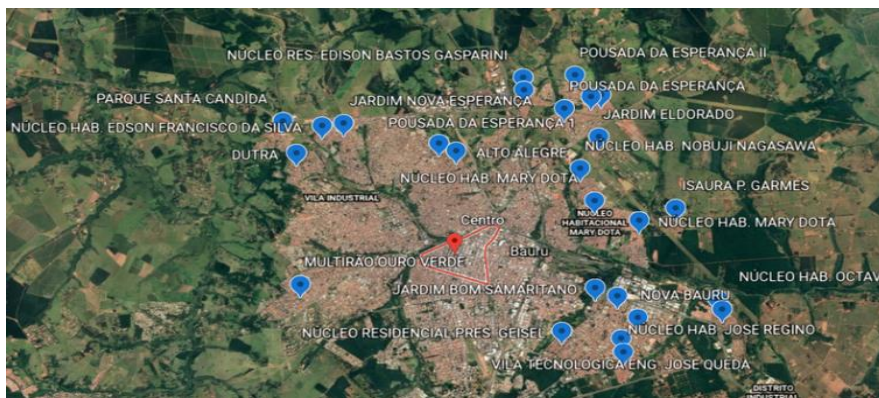 NÚCLEO RES. EDISON BASTOS GASPARINI
POUSADA DA ESPERANÇA II
POUSADA DA ESPERANÇA
PARQUE SANTA CANDIDA
JARDIM NOVA ESPERANÇA
JARDIM ELDORADO
NÚCLEO HAB. EDSON FRANCISCO DA SILVA
POUSADA DA ESPERANÇA 1
NÚCLEO HAB. NOBUJI NAGASAWA
DUTRA
ALTO ALEGRE
NÚCLEO HAB. MARY DOTA
ISAURA P. GARMES
VILA INDUSTRIAL
Centro
NÚCLEO
HABITACIONAL
MARY DOTA
NÚCLEO HAB. MARY DOTA
Bauru
MULTIRÃO OURO VERDE
NÚCLEO HAB. OCTAV
JARDIM BOM SAMARITANO
NOVA BAURU
NÚCLEO RESIDENCIAL PRES. GEISEL
NÚCLEO HAB. JOSE REGINO
VILA TECNOLOGICA ENG. JOSE QUEDA
DISTRITO
INDUSTRIAL